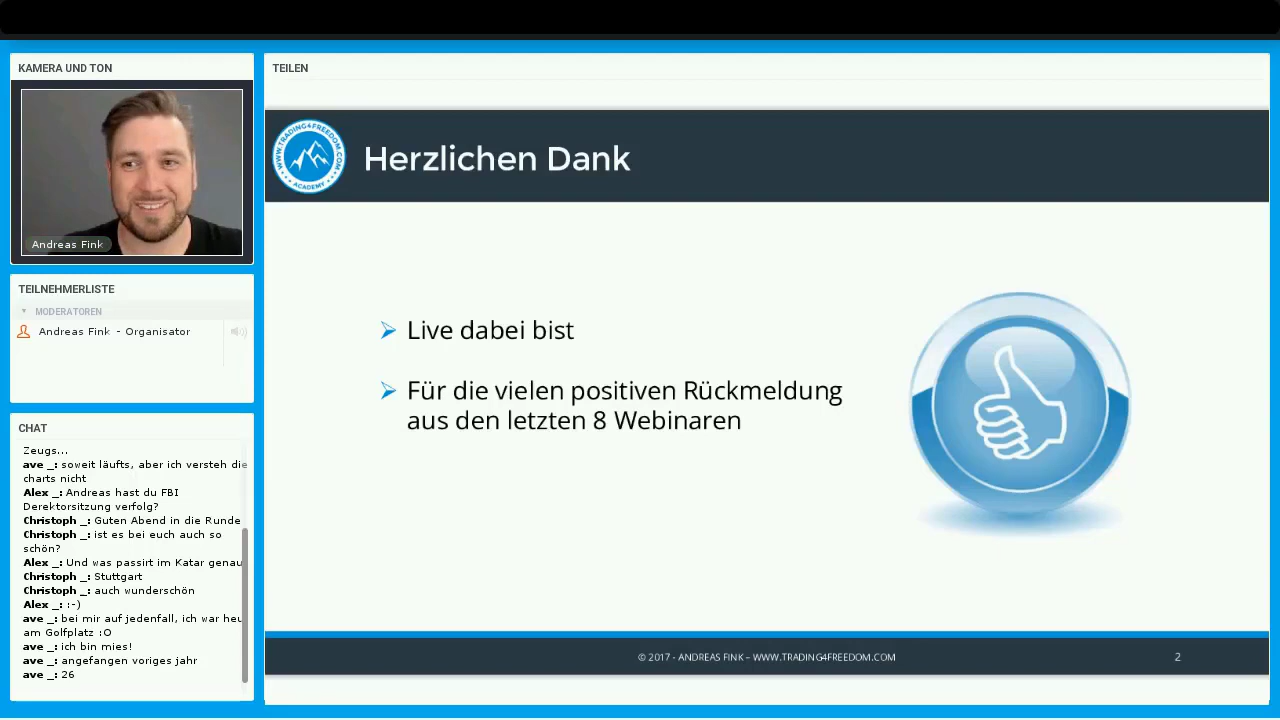 KAMERA UND TON
Andreas Fink
TEILNEHMERLISTE
MODERATOREN
Andreas Fink - Organisator
CHAT
Zeugs...
ave _: soweit läufts, aber ich versteh die
charts nicht
Alex _: Andreas hast du FBI
Derektorsitzung verfolg?
Christoph _: Guten Abend in die Runde
Christoph _: ist es bei euch auch so
schön?
Alex _: Und was passirt im Katar genau
Christoph _: Stuttgart
Christoph _: auch wunderschön
Alex _: :-)
ave _: bei mir auf jedenfall, ich war heu
am Golfplatz :O
ave _: ich bin mies!
ave _: angefangen voriges jahr
ave _: 26
TEILEN
WWW.TRADING4FREEDOM.COM
ACADEMY
Herzlichen Dank
Live dabei bist
Für die vielen positiven Rückmeldung
aus den letzten 8 Webinaren
© 2017 - ANDREAS FINK – WWW.TRADING4FREEDOM.COM
2